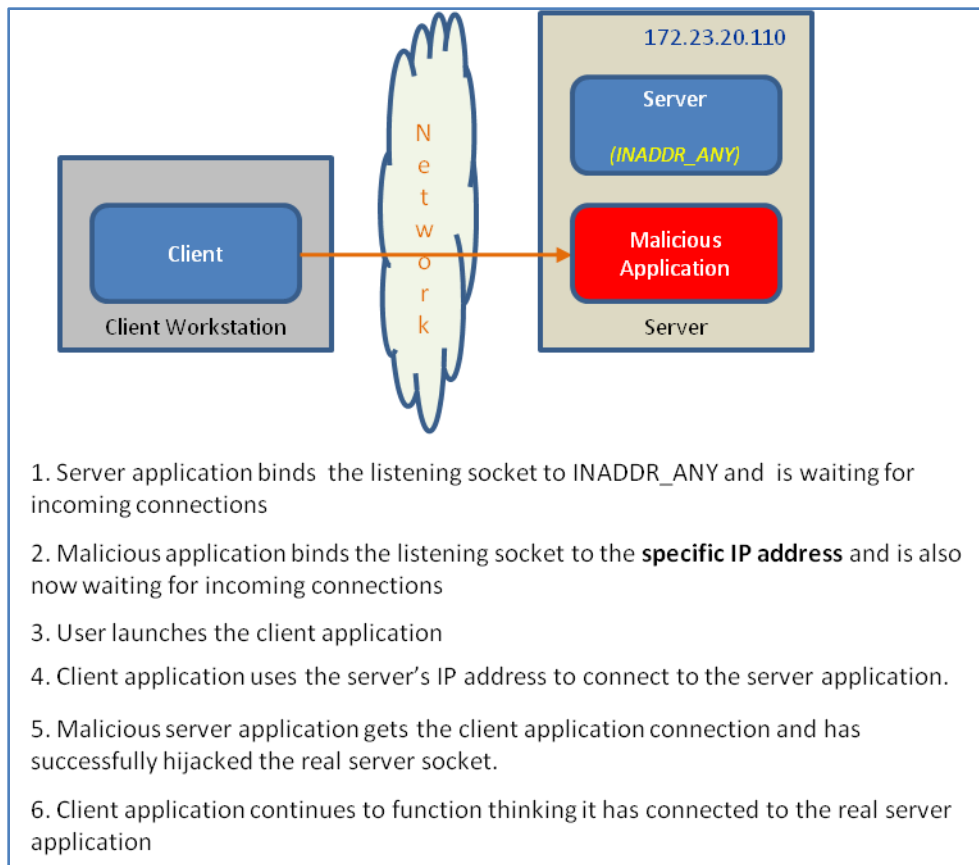 172.23.20.110
Server
(INADDR_ANY)
Network
Client
Malicious
Application
Client Workstation
Server
1. Server application binds  the listening socket to INADDR_ANY and  is waiting for
incoming connections
2. Malicious application binds the listening socket to the specific IP address and is also
now waiting for incoming connections
3. User launches the client application
4. Client application uses the server’s IP address to connect to the server application.
5. Malicious server application gets the client application connection and has
successfully hijacked the real server socket.
6. Client application continues to function thinking it has connected to the real server
application